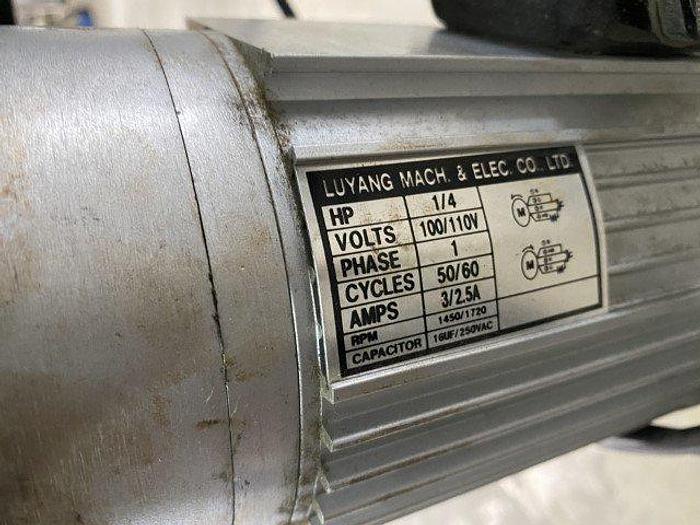 LUYANG MACH. & ELEC. CO., LTD.
HP 1/4
VOLTS 100/110V
PHASE 1
CYCLES 50/60
AMPS 3/2.5A
RPM 1450/1720
CAPACITOR 16UF/250VAC
M
M